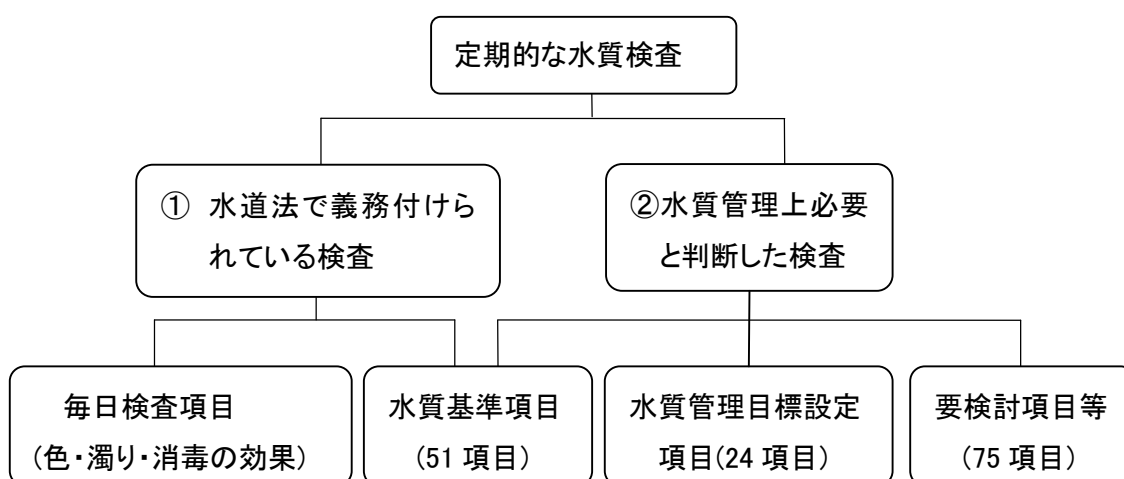 定期的な水質検査
① 水道法で義務付けら
れている検査
②水質管理上必要
と判断した検査
毎日検査項目
(色・濁り・消毒の効果)
水質基準項目
(51 項目)
水質管理目標設定
項目(24 項目)
要検討項目等
(75 項目)